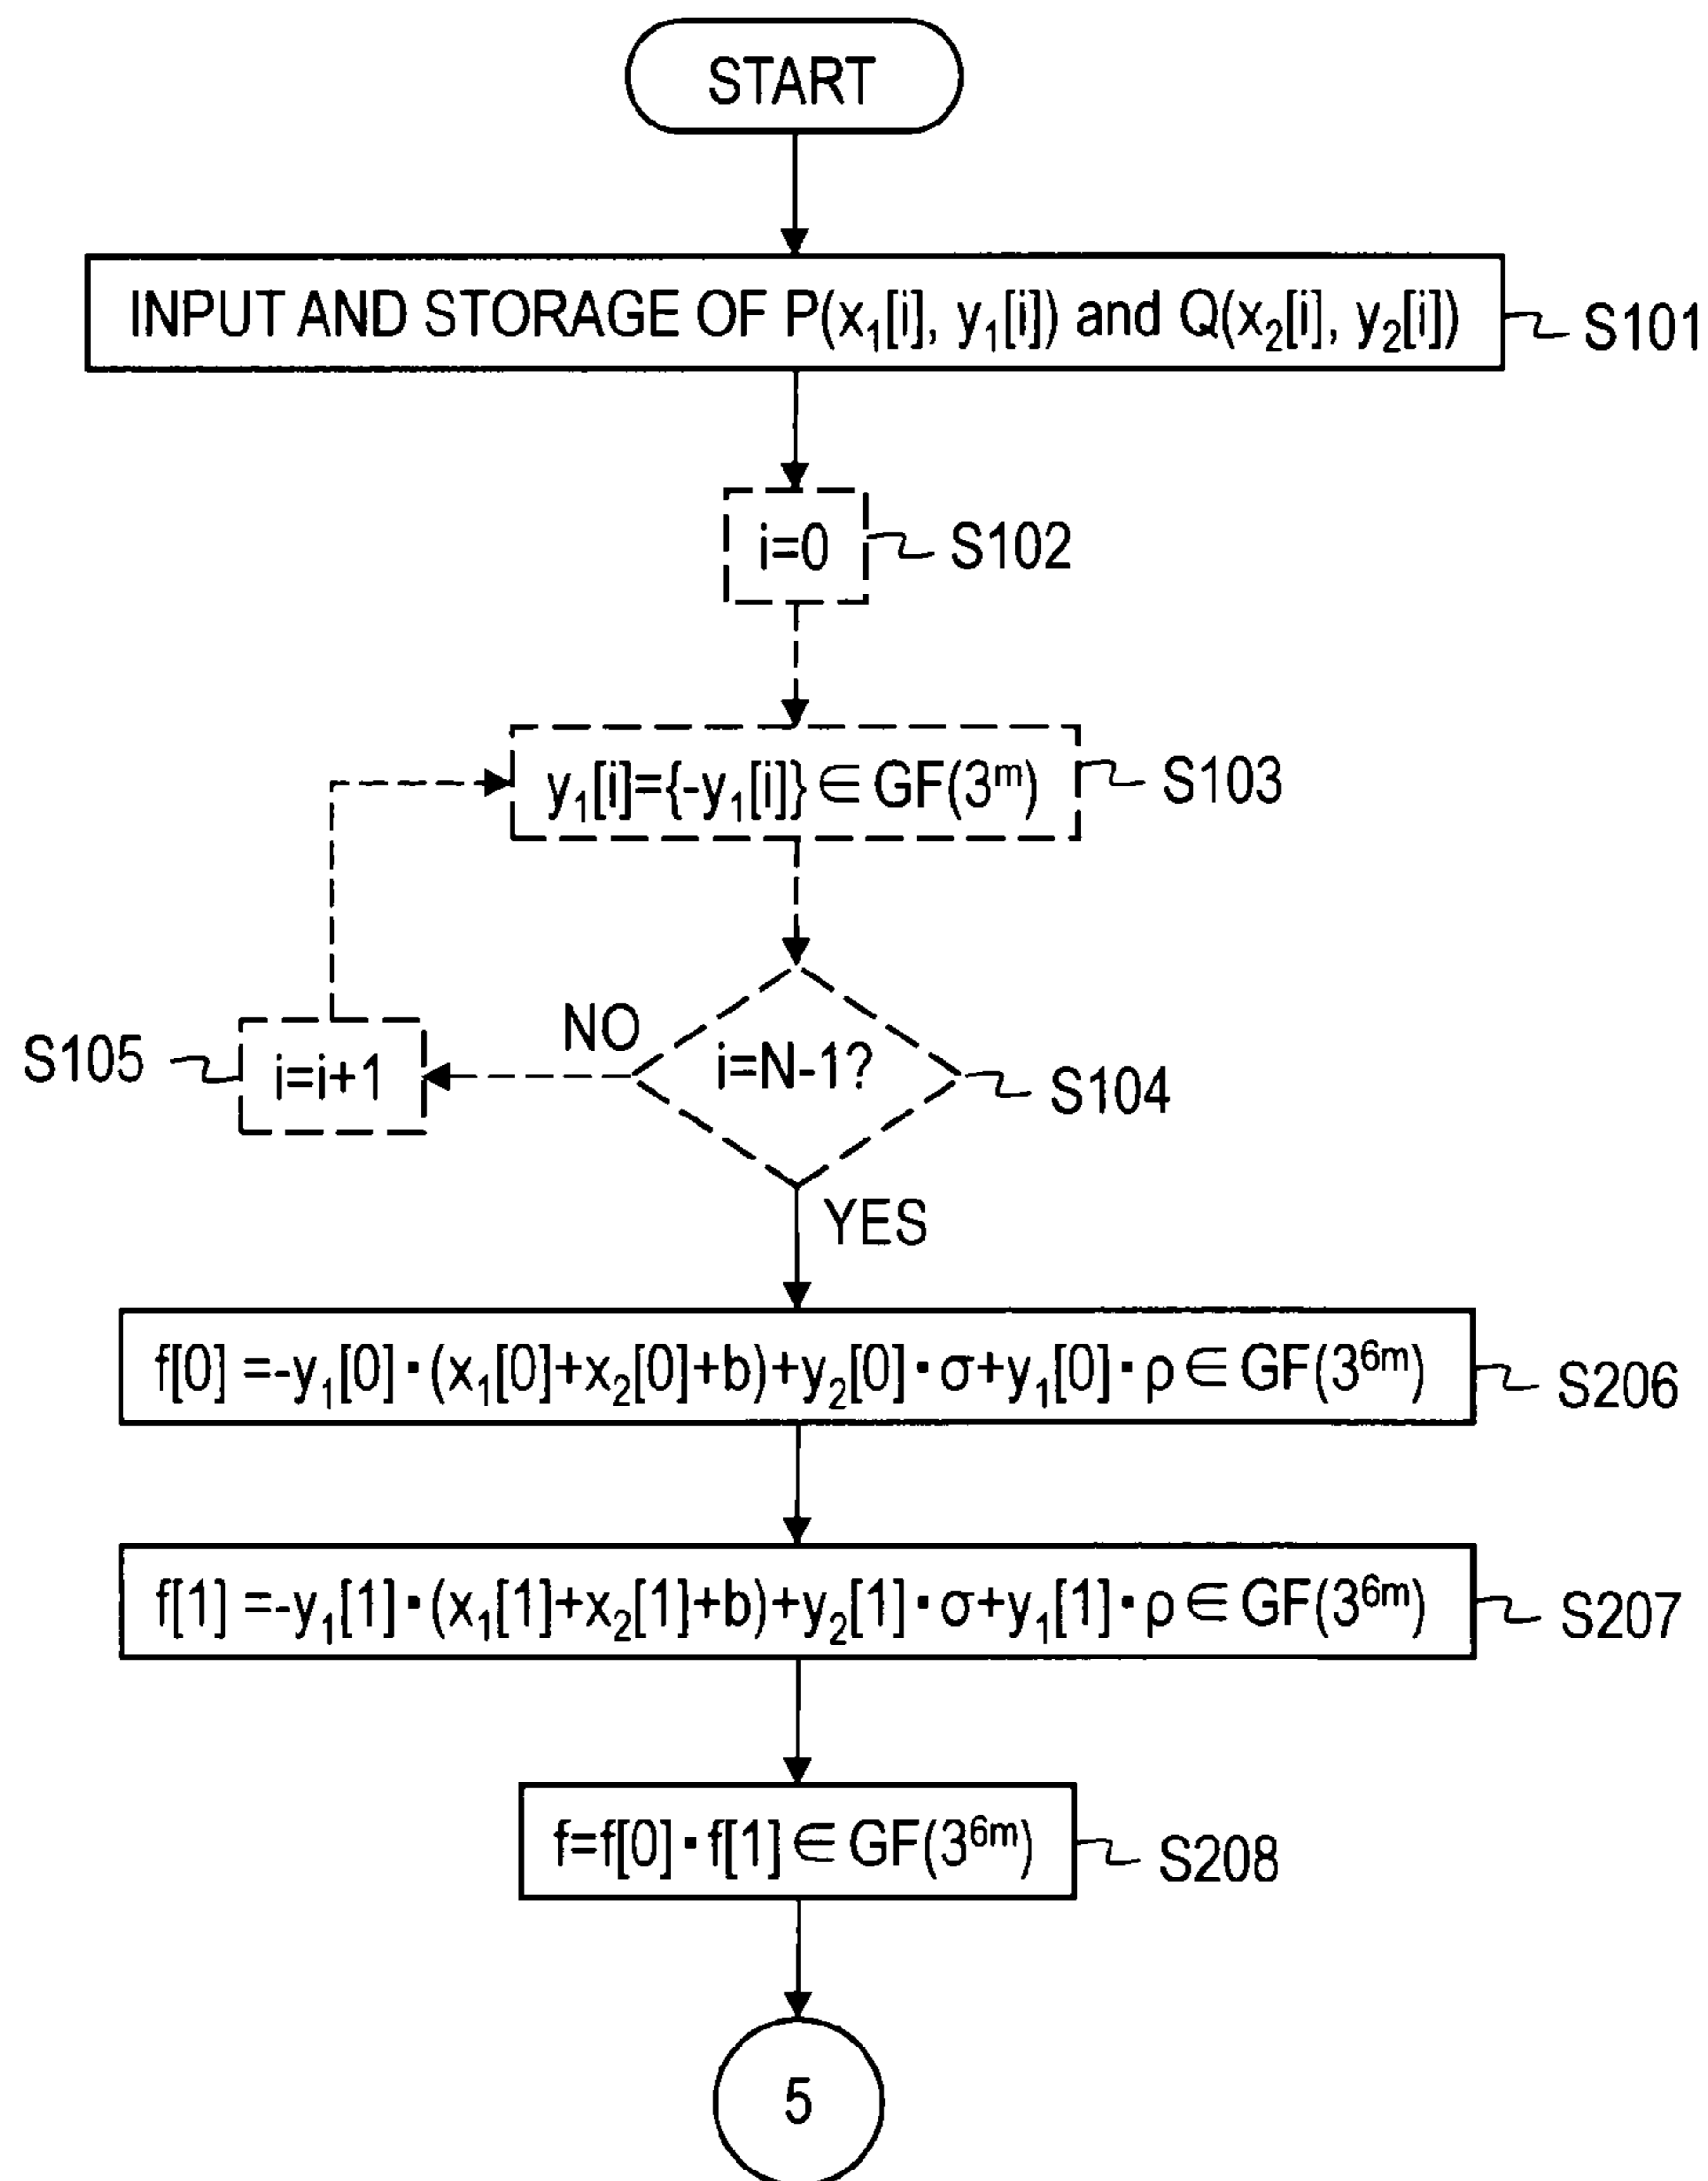 START
INPUT AND STORAGE OF P(x₁[i], y₁[i]) and Q(x₂[i], y₂[i])
S101
i=0
S102
y₁[i]={-y₁[i]}∈GF(3ᵐ)
S103
NO
i=N-1?
S104
S105
i=i+1
YES
f[0] =-y₁[0]▪(x₁[0]+x₂[0]+b)+y₂[0]▪σ+y₁[0]▪ρ∈GF(3⁶ᵐ)
S206
f[1] =-y₁[1]▪(x₁[1]+x₂[1]+b)+y₂[1]▪σ+y₁[1]▪ρ∈GF(3⁶ᵐ)
S207
f=f[0]▪f[1]∈GF(3⁶ᵐ)
S208
5